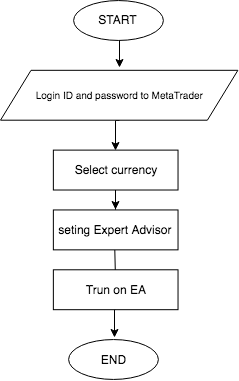 START
Login ID and password to MetaTrader
Select currency
seting Expert Advisor
Trun on EA
END